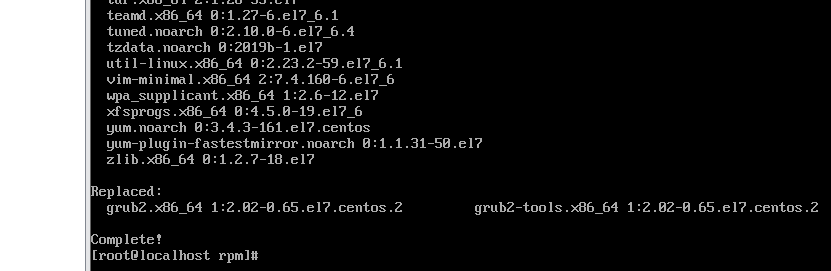 teamd.x86_64 0:1.27-6.el7_6.1
tuned.noarch 0:2.10.0-6.el7_6.4
tzdata.noarch 0:2019b-1.el7
util-linux.x86_64 0:2.23.2-59.el7_6.1
vim-minimal.x86_64 2:7.4.160-6.el7_6
wpa_supplicant.x86_64 1:2.6-12.el7
xfsprogs.x86_64 0:4.5.0-19.el7_6
yum.noarch 0:3.4.3-161.el7.centos
yum-plugin-fastestmirror.noarch 0:1.1.31-50.el7
zlib.x86_64 0:1.2.7-18.el7
Replaced:
grub2.x86_64 1:2.02-0.65.el7.centos.2 grub2-tools.x86_64 1:2.02-0.65.el7.centos.2
Complete!
[root@localhost rpm]#